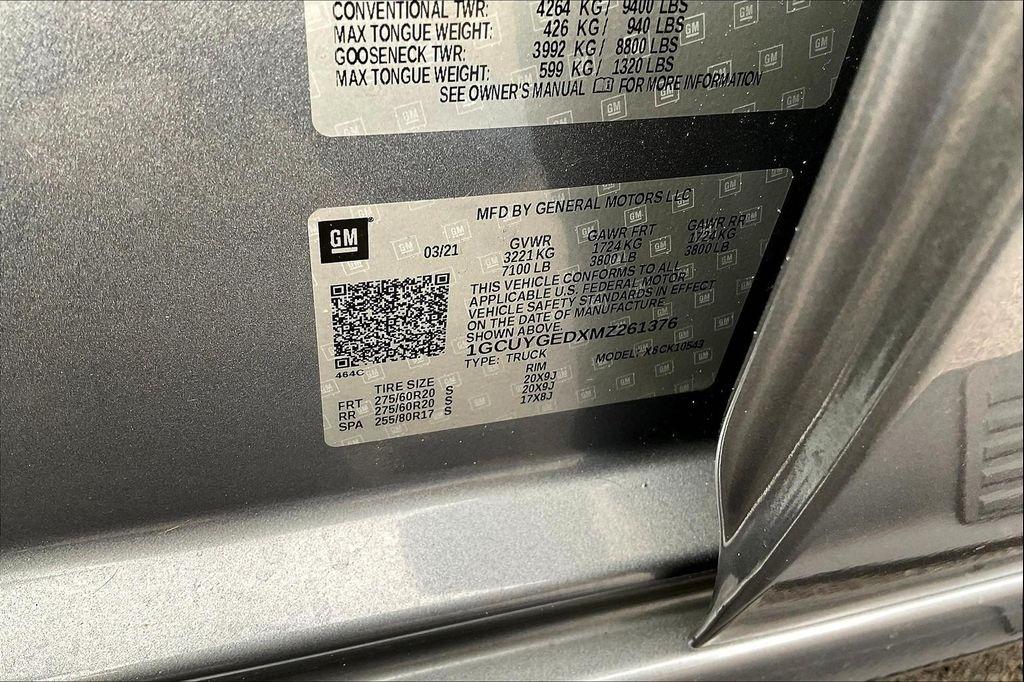 CONVENTIONAL TWR: 4264 KG / 9400 LBS
MAX TONGUE WEIGHT: 426 KG / 940 LBS
GOOSENECK TWR: 3992 KG / 8800 LBS
MAX TONGUE WEIGHT: 599 KG / 1320 LBS
SEE OWNER'S MANUAL FOR MORE INFORMATION
MFD BY GENERAL MOTORS LLC
GM
03/21
GVWR GAWR FRT GAWR RR
3221 KG 1724 KG 1724 KG
7100 LB 3800 LB 3800 LB
THIS VEHICLE CONFORMS TO ALL
APPLICABLE U.S. FEDERAL MOTOR
VEHICLE SAFETY STANDARDS IN EFFECT
ON THE DATE OF MANUFACTURE
SHOWN ABOVE.
1GCUYGEDXMZ261376
TYPE: TRUCK MODEL: X8CK10543
464C
TIRE SIZE RIM
FRT 275/60R20 S 20X9J
RR 275/60R20 S 20X9J
SPA 255/80R17 S 17X8J